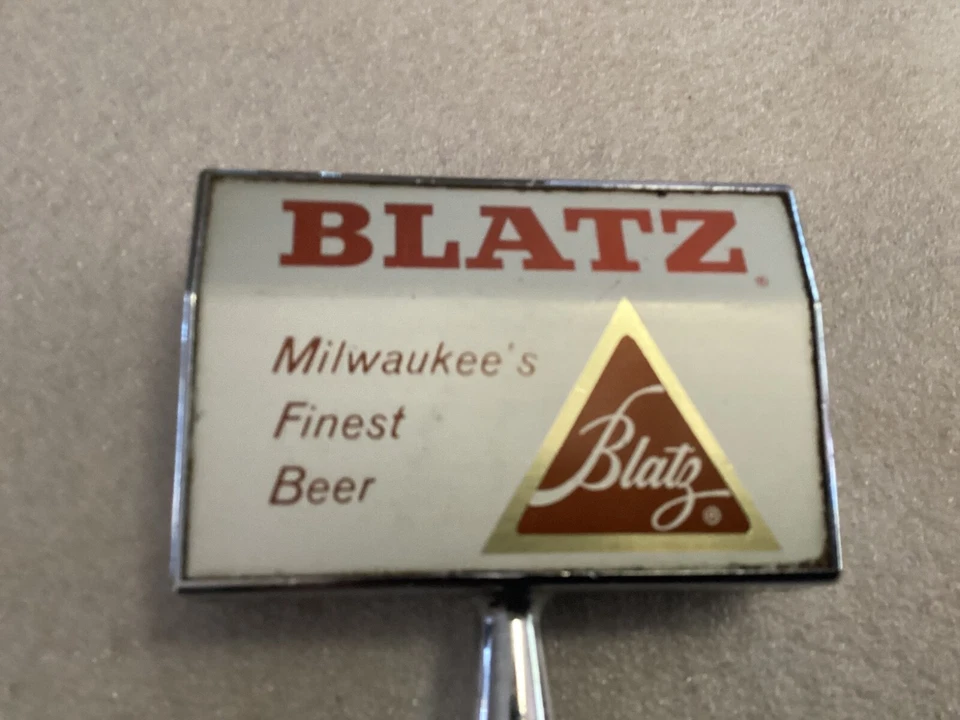 BLATZ®
Milwaukee's
Finest
Beer
Blatz®